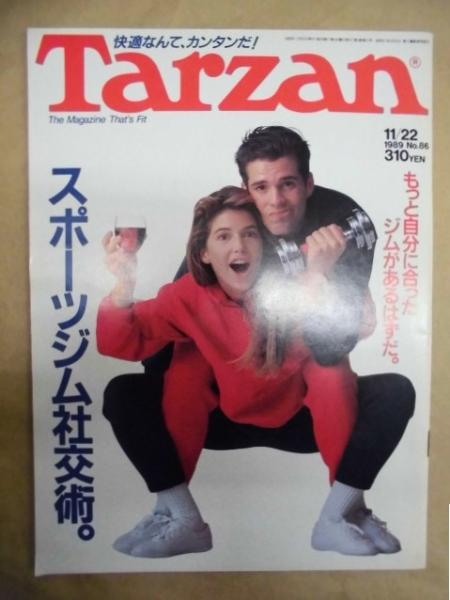 快適なんて、カンタンだ！
Tarzan®
The Magazine That's Fit
11/22
1989 No.86
310YEN
もっと自分に合った
ジムがあるはずだ。
スポーツジム社交術。